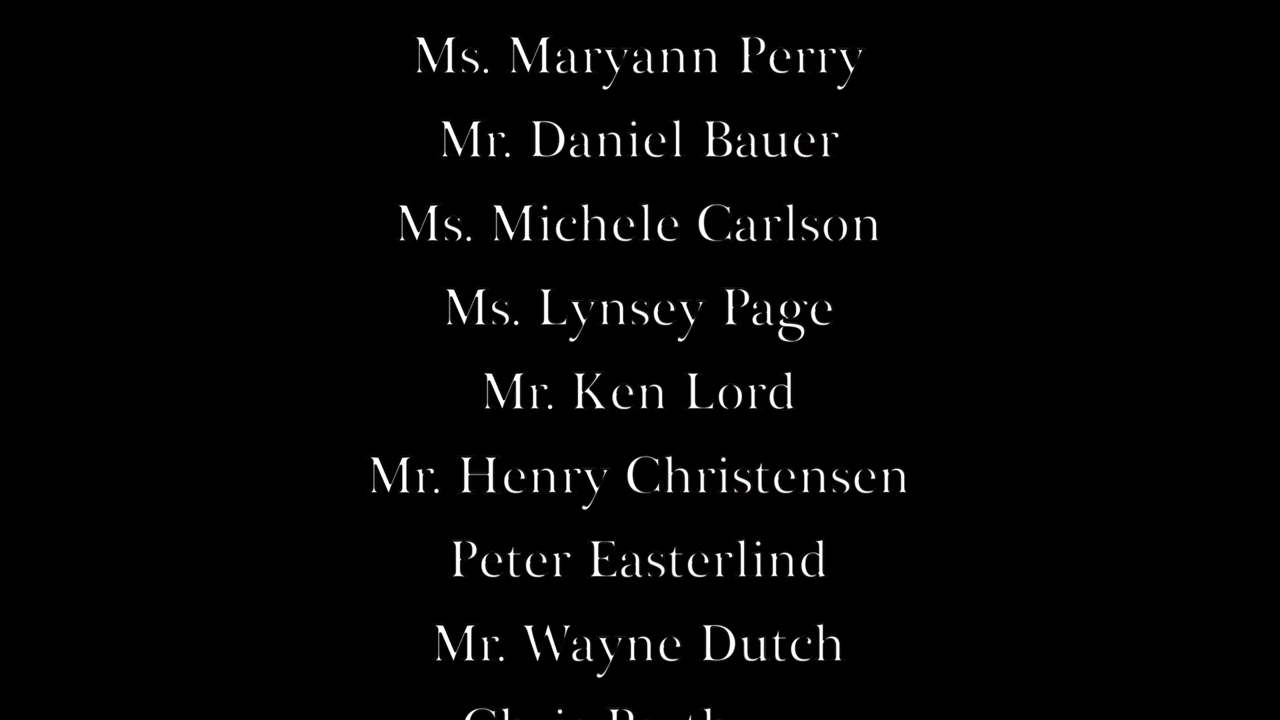 Ms. Maryann Perry
Mr. Daniel Bauer
Ms. Michele Carlson
Ms. Lynsey Page
Mr. Ken Lord
Mr. Henry Christensen
Peter Easterlind
Mr. Wayne Dutch